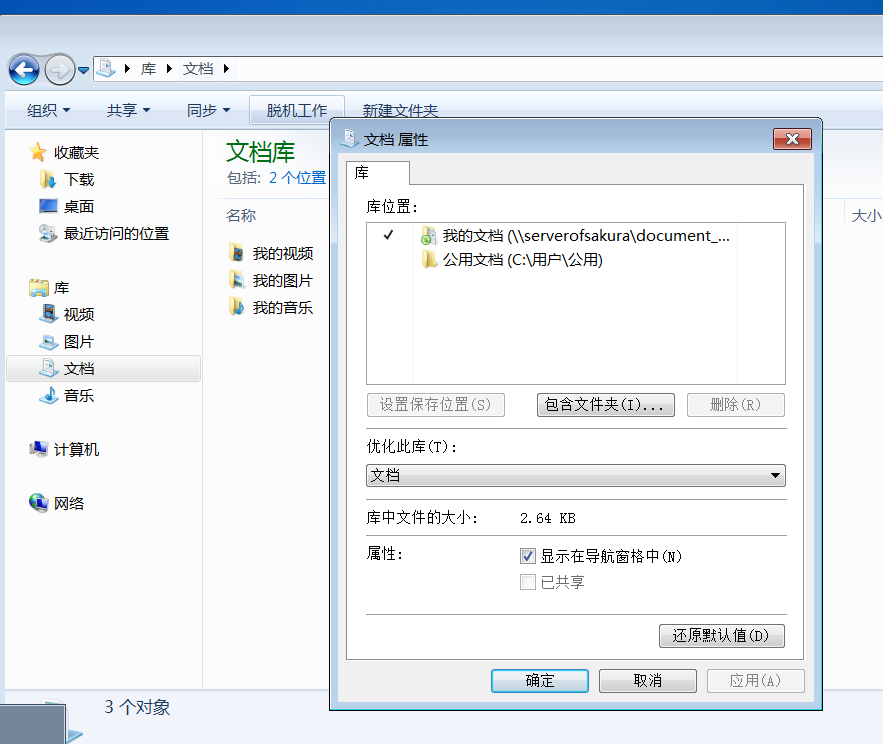 库 文档
组织 共享 同步 脱机工作 新建文件夹
收藏夹
下载
桌面
最近访问的位置
库
视频
图片
文档
音乐
计算机
网络
文档库
包括: 2 个位置
名称
大小
我的视频
我的图片
我的音乐
3 个对象
文档 属性
库
库位置:
✓ 我的文档 (\\serverofsakura\document_...
公用文档 (C:\用户\公用)
设置保存位置(S) 包含文件夹(I)... 删除(R)
优化此库(T):
文档
库中文件的大小: 2.64 KB
属性: 显示在导航窗格中(N)
已共享
还原默认值(D)
确定 取消 应用(A)